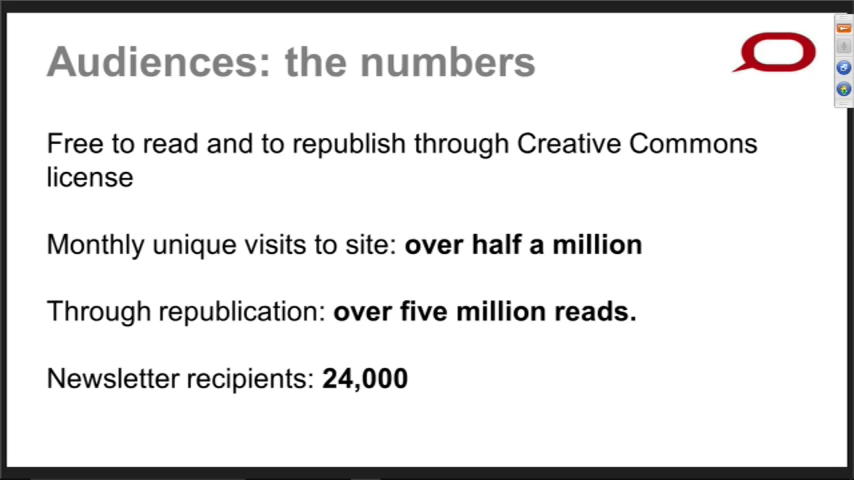 Audiences: the numbers
Free to read and to republish through Creative Commons
license
Monthly unique visits to site: over half a million
Through republication: over five million reads.
Newsletter recipients: 24,000